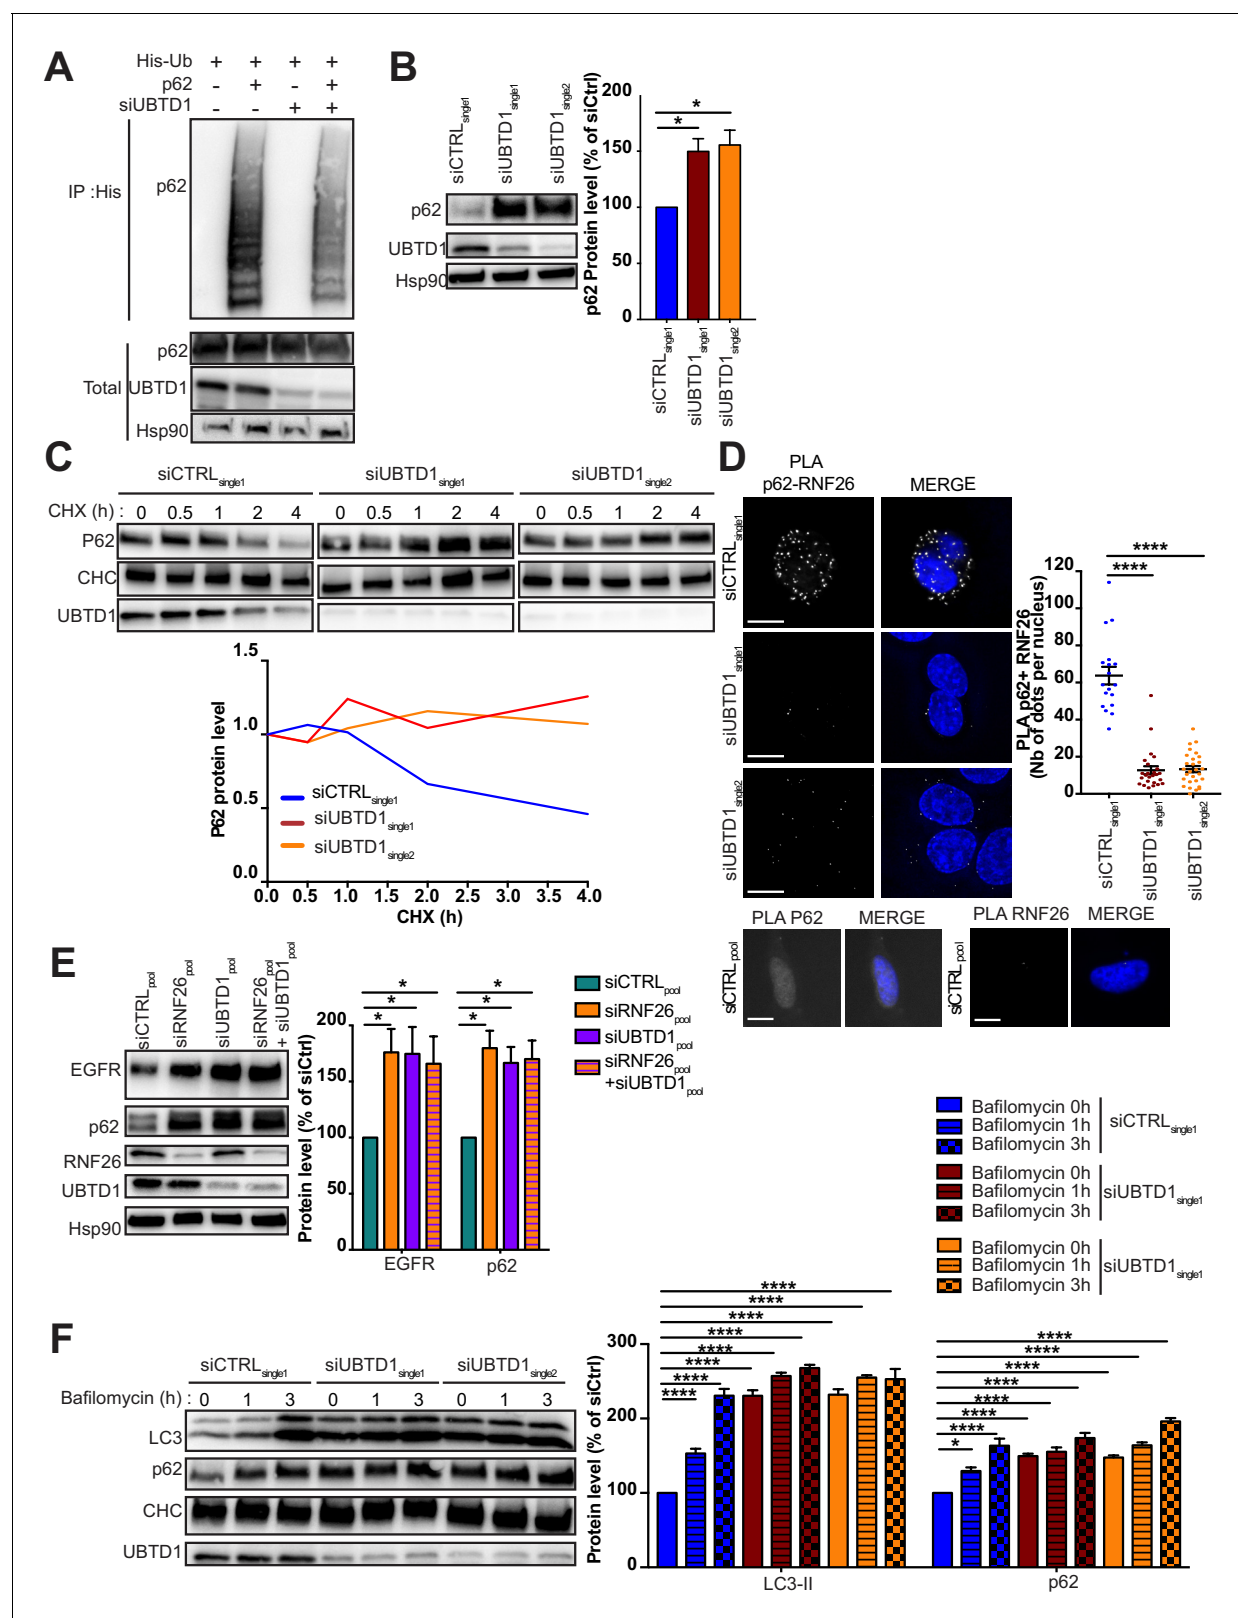 A
His-Ub + + + +
p62 - + - +
siUBTD1 - - + +
IP :His
p62
Total
p62
UBTD1
Hsp90
B
siCTRLsingle1
siUBTD1single1
siUBTD1single2
p62
UBTD1
Hsp90
p62 Protein level (% of siCtrl)
200
150
100
50
0
* *
siCTRLsingle1
siUBTD1single1
siUBTD1single2
C
siCTRLsingle1 siUBTD1single1 siUBTD1single2
CHX (h) : 0 0.5 1 2 4 0 0.5 1 2 4 0 0.5 1 2 4
P62
CHC
UBTD1
P62 protein level
1.5
1.0
0.5
0.0
siCTRLsingle1
siUBTD1single1
siUBTD1single2
0.0 0.5 1.0 1.5 2.0 2.5 3.0 3.5 4.0
CHX (h)
D
PLA
p62-RNF26 MERGE
siCTRLsingle1
siUBTD1single1
siUBTD1single2
PLA p62+ RNF26
(Nb of dots per nucleus)
****
****
120
100
80
60
40
20
0
siCTRLsingle1
siUBTD1single1
siUBTD1single2
PLA P62 MERGE PLA RNF26 MERGE
siCTRLpool
siCTRLpool
E
siCTRLpool
siRNF26pool
siUBTD1pool
siRNF26pool
+ siUBTD1pool
EGFR
p62
RNF26
UBTD1
Hsp90
Protein level (% of siCtrl)
200
150
100
50
0
* * * * * *
EGFR p62
siCTRLpool
siRNF26pool
siUBTD1pool
siRNF26pool
+siUBTD1pool
Bafilomycin 0h
Bafilomycin 1h
Bafilomycin 3h
siCTRLsingle1
Bafilomycin 0h
Bafilomycin 1h
Bafilomycin 3h
siUBTD1single1
Bafilomycin 0h
Bafilomycin 1h
Bafilomycin 3h
siUBTD1single1
F
siCTRLsingle1 siUBTD1single1 siUBTD1single2
Bafilomycin (h) : 0 1 3 0 1 3 0 1 3
LC3
p62
CHC
UBTD1
Protein level (% of siCtrl)
300
200
100
0
**** **** **** **** **** **** **** ****
* **** **** **** **** **** **** ****
LC3-II p62